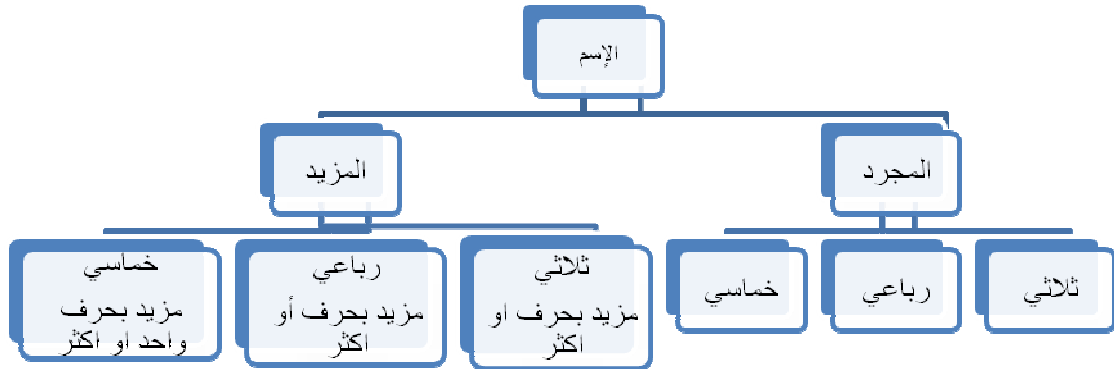 الإسم
المجرد
المزيد
ثلاثي
رباعي
خماسي
ثلاثي
مزيد بحرف او
اكثر
رباعي
مزيد بحرف أو
اكثر
خماسي
مزيد بحرف
واحد او اكثر